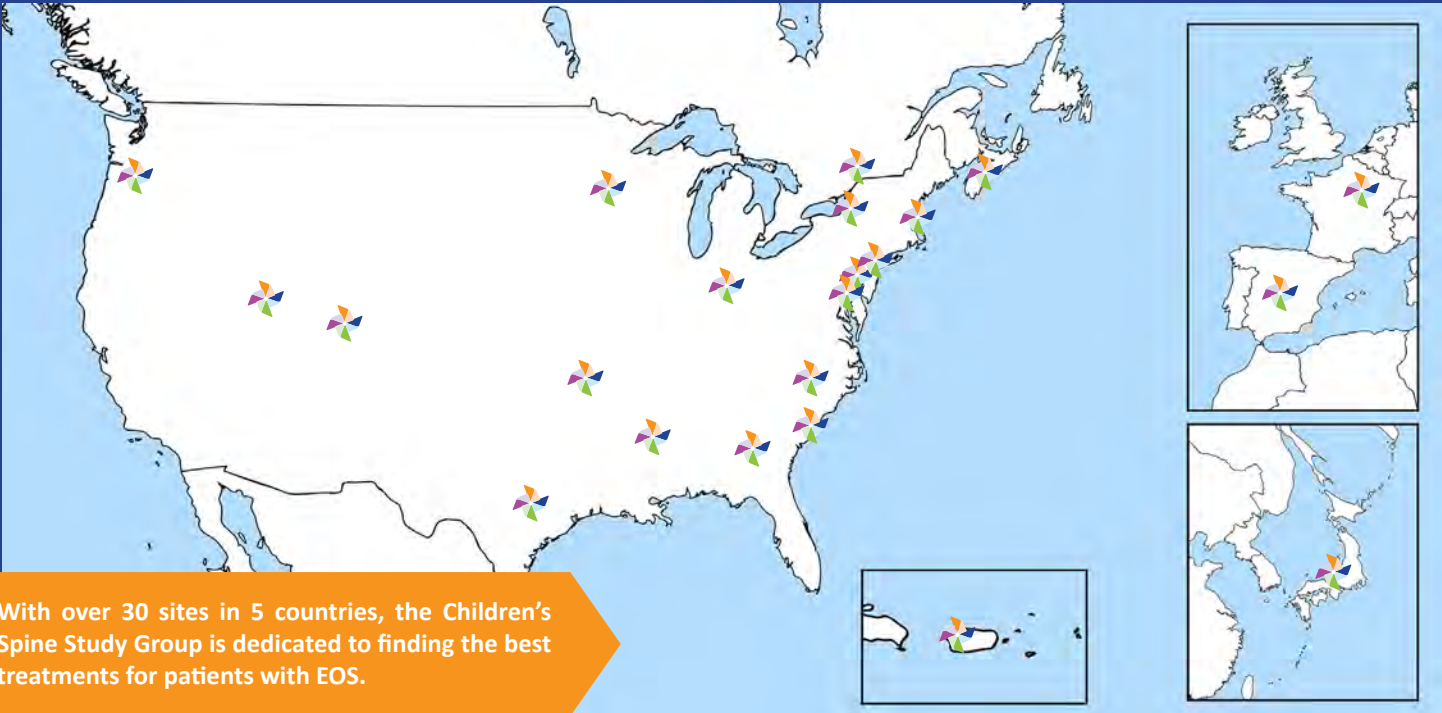 With over 30 sites in 5 countries, the Children's
Spine Study Group is dedicated to finding the best
treatments for patients with EOS.